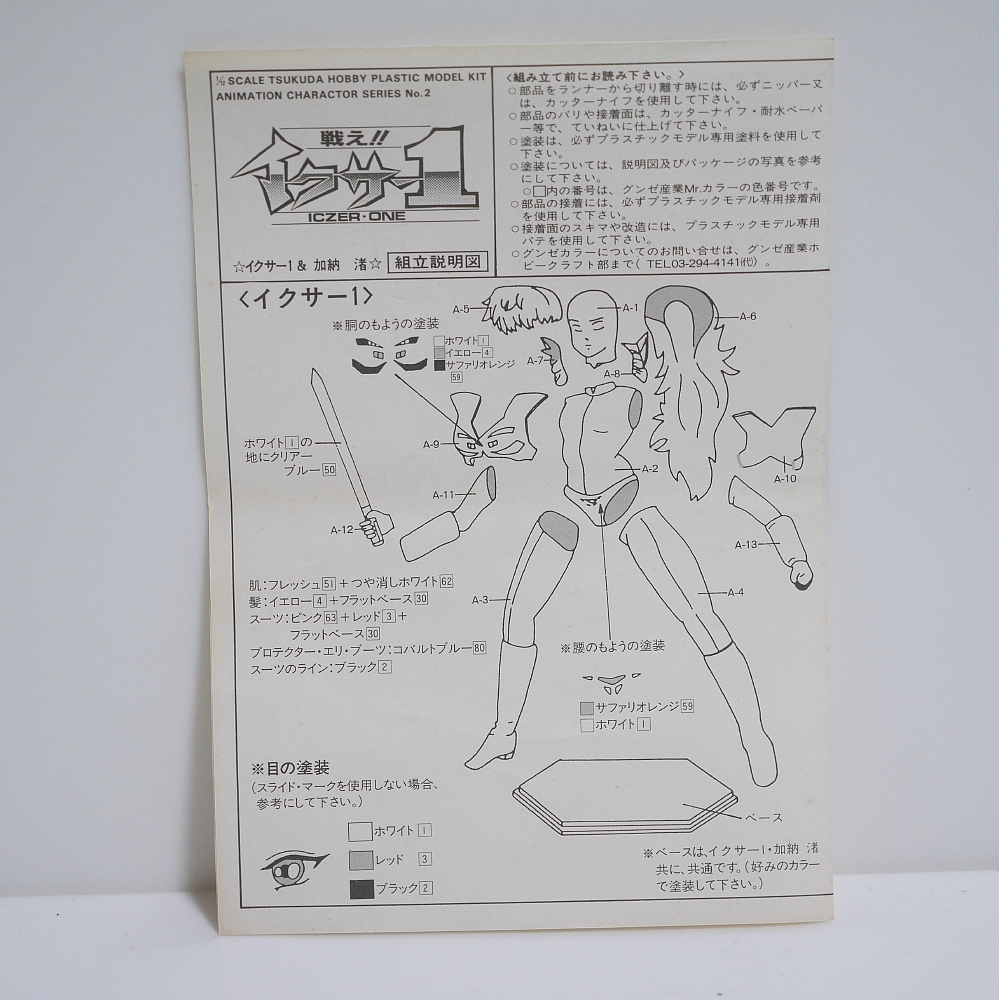 1/12 SCALE TSUKUDA HOBBY PLASTIC MODEL KIT
ANIMATION CHARACTOR SERIES No.2
戦え!!
イクサー1
ICZER・ONE
☆イクサー1 & 加納 渚☆ 組立説明図
〈組み立て前にお読み下さい。〉
○部品をランナーから切り離す時には、必ずニッパー又
は、カッターナイフを使用して下さい。
○部品のバリや接着面は、カッターナイフ・耐水ペーパ
ー等で、ていねいに仕上げて下さい。
○塗装は、必ずプラスチックモデル専用塗料を使用して
下さい。
○塗装については、説明図及びパッケージの写真を参考
にして下さい。
○□内の番号は、グンゼ産業Mr.カラーの色番号です。
○部品の接着には、必ずプラスチックモデル専用接着剤
を使用して下さい。
○接着面のスキマや改造には、プラスチックモデル専用
パテを使用して下さい。
○グンゼカラーについてのお問い合せは、グンゼ産業ホ
ビークラフト部まで( TEL03-294-4141㈹) 。
〈イクサー1〉
※胴のもようの塗装
ホワイト1
イエロー4
サファリオレンジ
59
A-5
A-1
A-6
A-7
A-8
A-9
A-2
A-10
A-11
A-12
A-13
A-3
A-4
ホワイト1の
地にクリアー
ブルー50
肌:フレッシュ51+つや消しホワイト62
髪:イエロー4+フラットベース30
スーツ:ピンク63+レッド3+
フラットベース30
プロテクター・エリ・ブーツ:コバルトブルー80
スーツのライン:ブラック2
※腰のもようの塗装
サファリオレンジ59
ホワイト1
※目の塗装
(スライド・マークを使用しない場合、
参考にして下さい。)
ホワイト 1
レッド 3
ブラック2
ベース
※ベースは、イクサー1・加納 渚
共に、共通です。(好みのカラー
で塗装して下さい。)